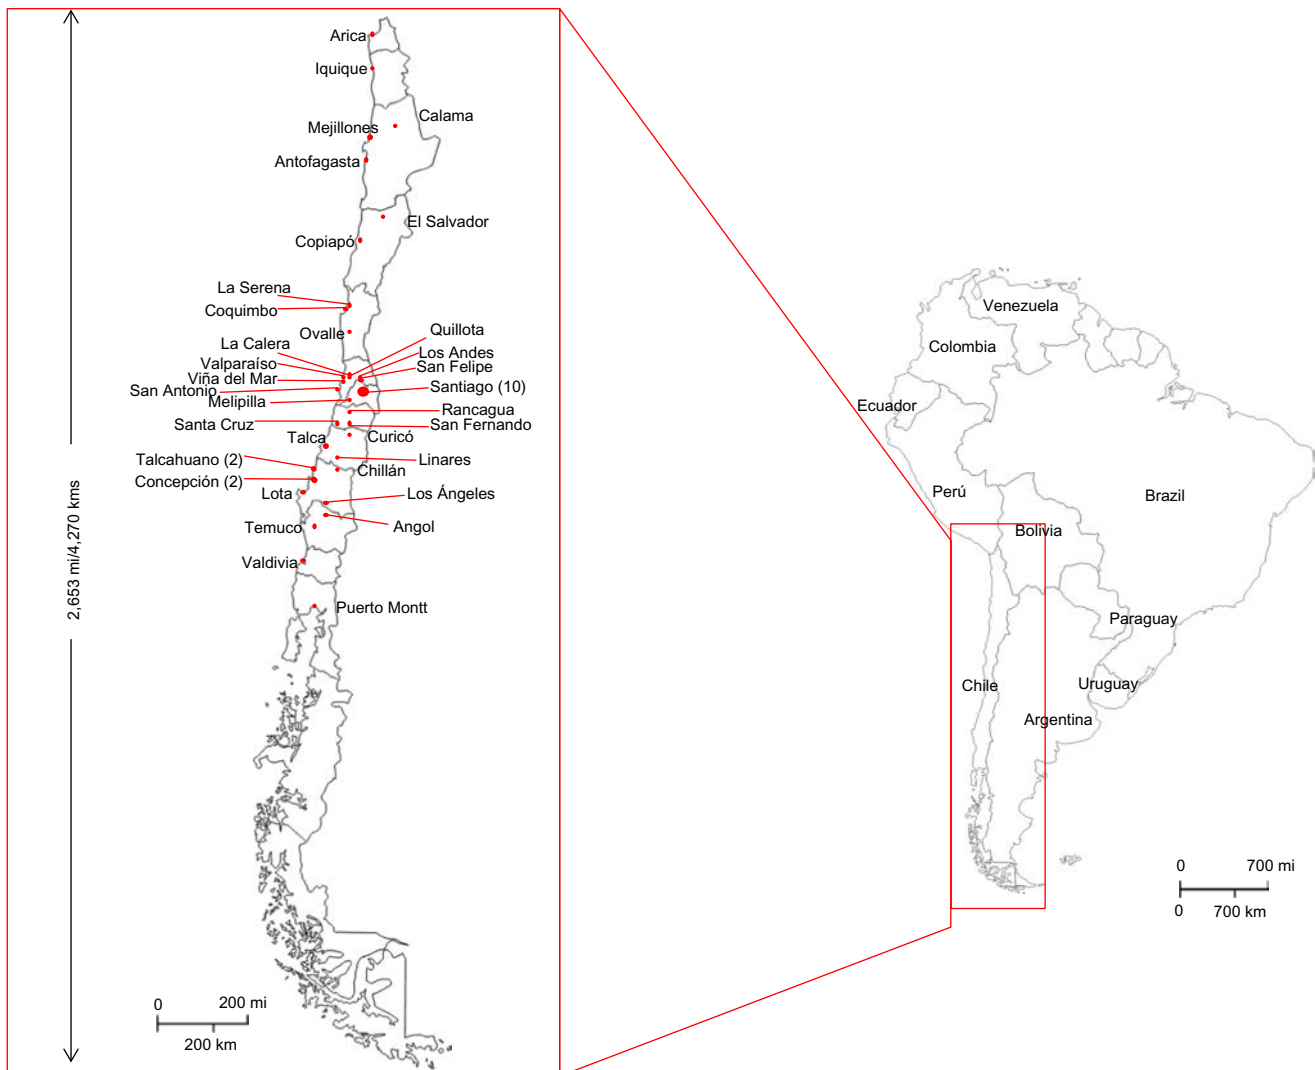 Arica
Iquique
Calama
Mejillones
Antofagasta
El Salvador
Copiapó
La Serena
Coquimbo
Ovalle
Quillota
La Calera
Los Andes
Valparaíso
San Felipe
Viña del Mar
San Antonio
Santiago (10)
Melipilla
Rancagua
Santa Cruz
San Fernando
Talca
Curicó
Talcahuano (2)
Linares
Chillán
Concepción (2)
Lota
Los Ángeles
Temuco
Angol
Valdivia
Puerto Montt
2,653 mi/4,270 kms
0 200 mi
200 km
Venezuela
Colombia
Ecuador
Perú
Brazil
Bolivia
Paraguay
Chile
Uruguay
Argentina
0 700 mi
0 700 km